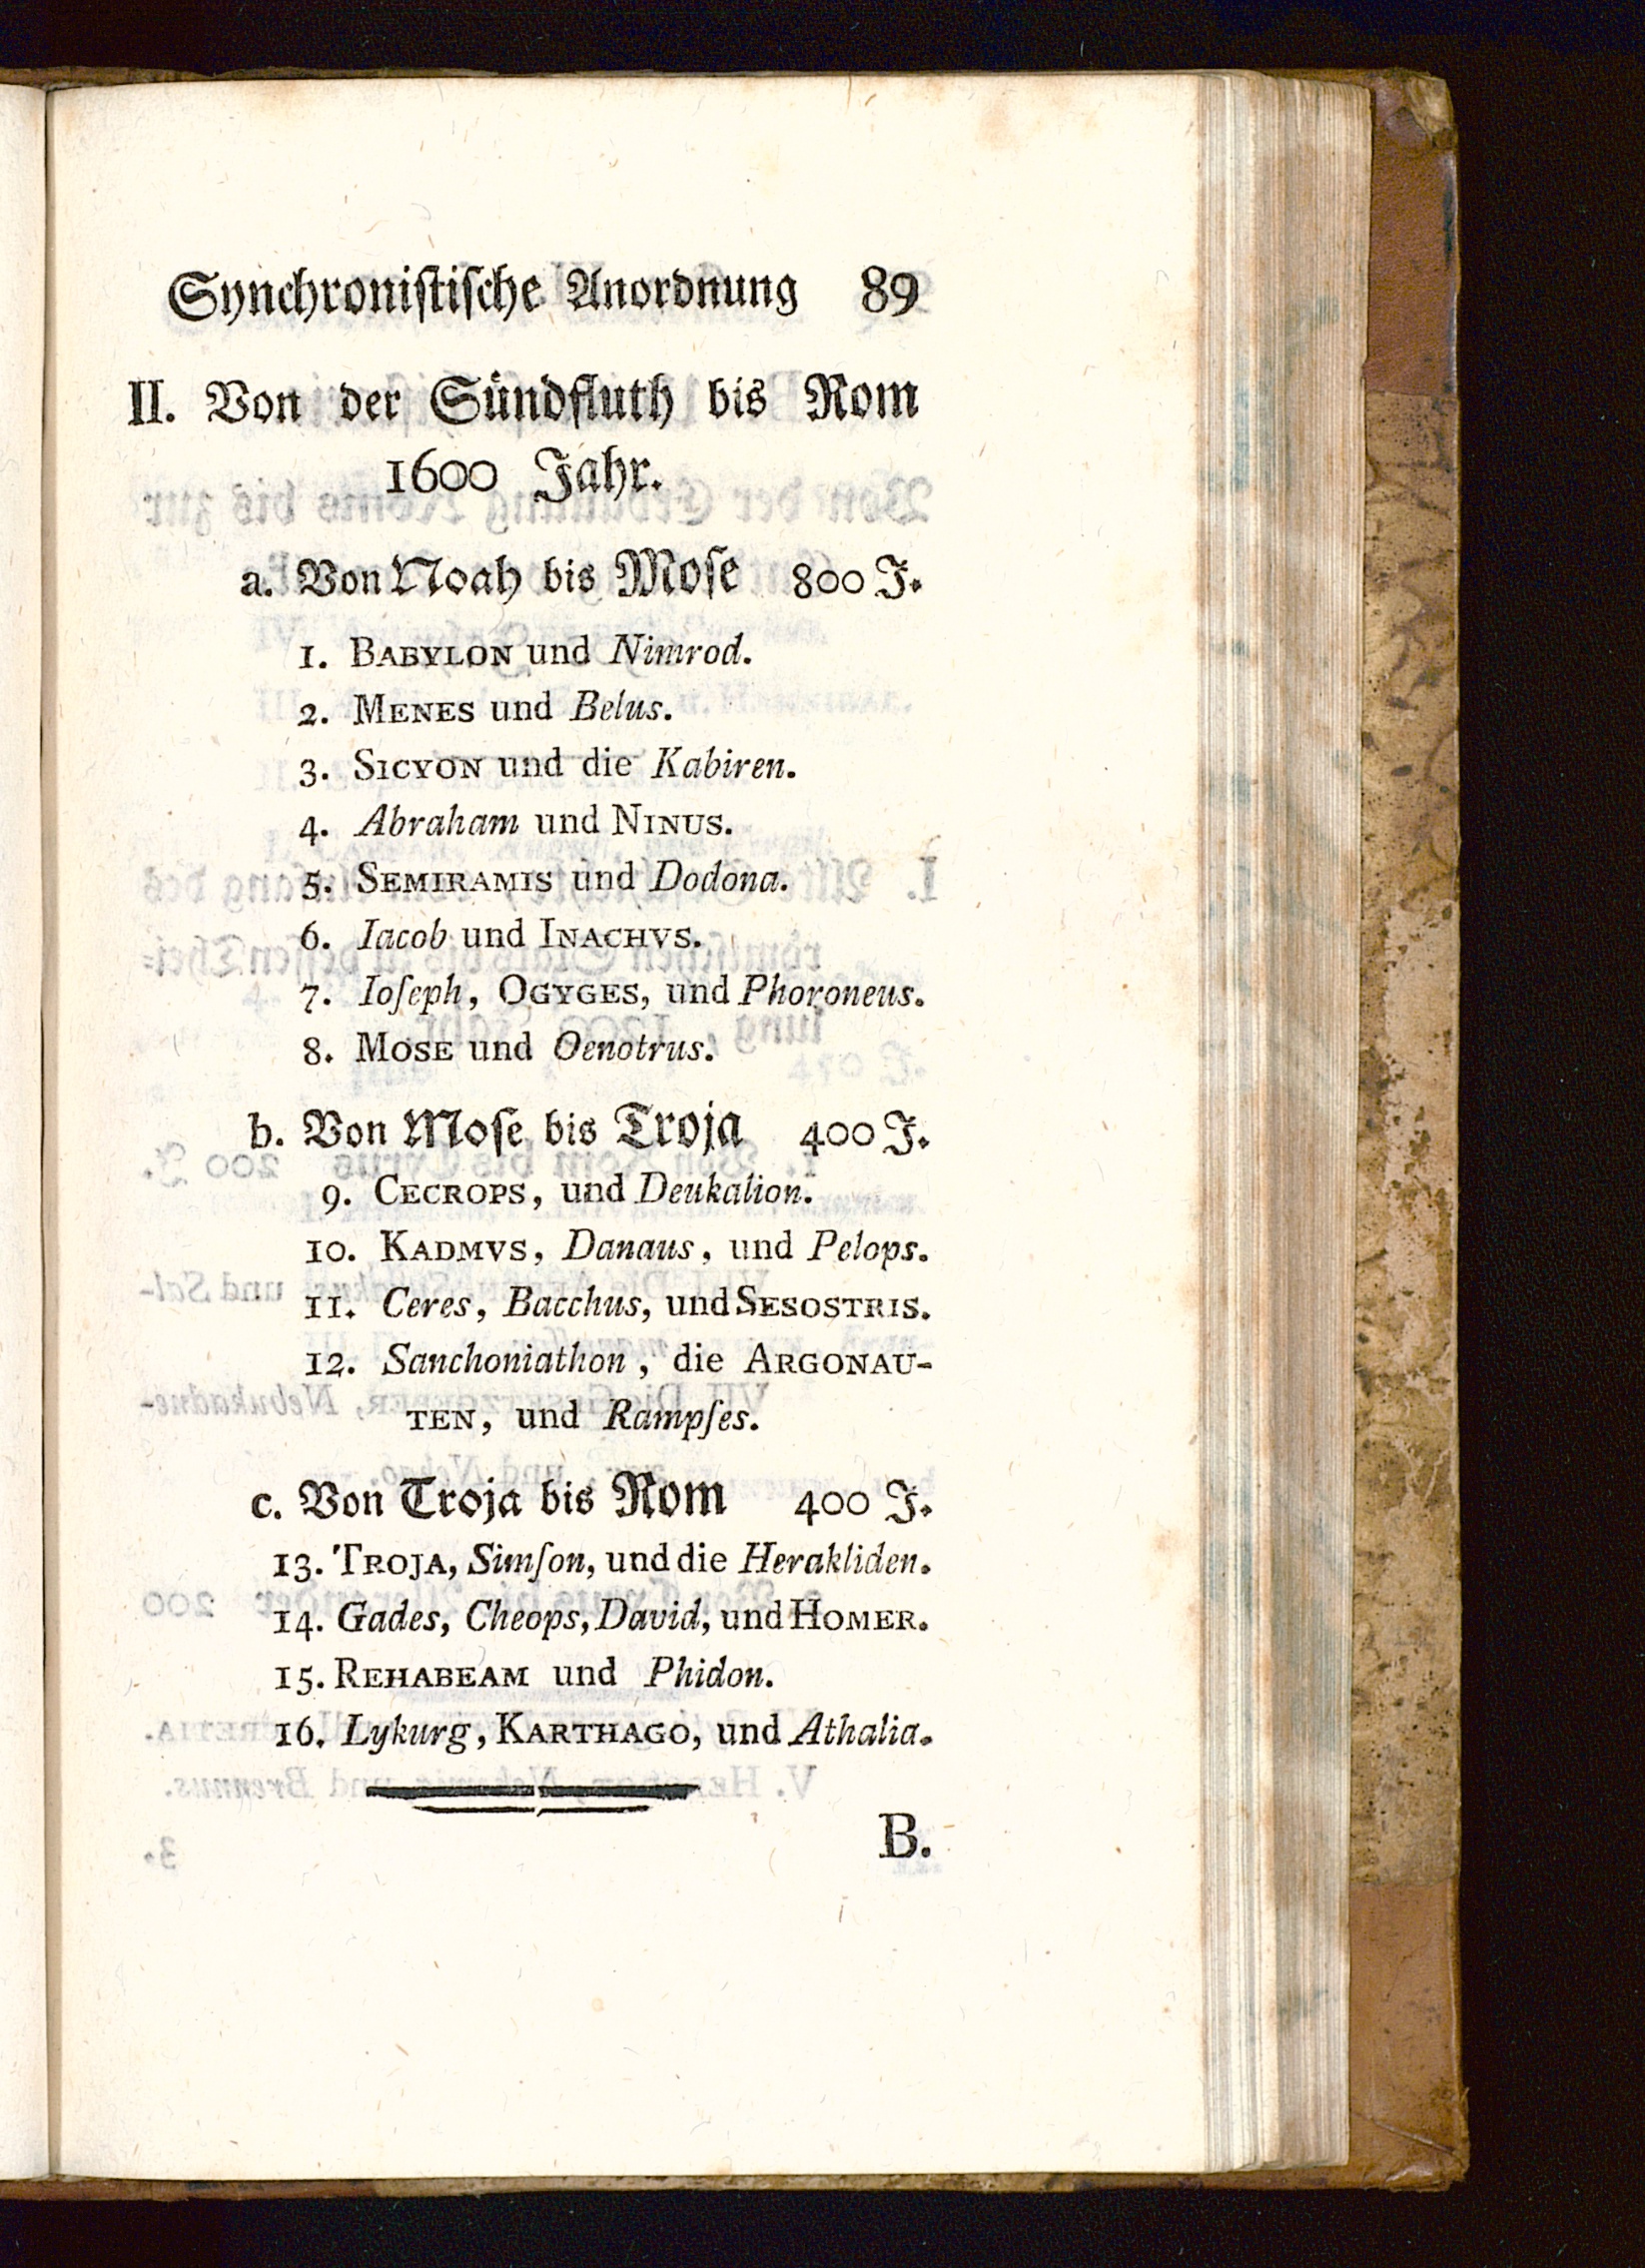 Synchronistische Anordnung 89
II. Von der Sündfluth bis Rom
1600 Jahr.
a. Von Noah bis Moſe 800 J.
1. BABYLON und Nimrod.
2. MENES und Belus.
3. SICYON und die Kabiren.
4. Abraham und NINUS.
5. SEMIRAMIS und Dodona.
6. Iacob und INACHVS.
7. Ioſeph, OGYGES, und Phoroneus.
8. MOSE und Oenotrus.
b. Von Moſe bis Troja 400 J.
9. CECROPS, und Deukalion.
10. KADMVS, Danaus, und Pelops.
11. Ceres, Bacchus, und SESOSTRIS.
12. Sanchoniathon, die ARGONAU-
TEN, und Rampſes.
c. Von Troja bis Rom 400 J.
13. TROJA, Simſon, und die Herakliden.
14. Gades, Cheops, David, und HOMER.
15. REHABEAM und Phidon.
16. Lykurg, KARTHAGO, und Athalia.
B.